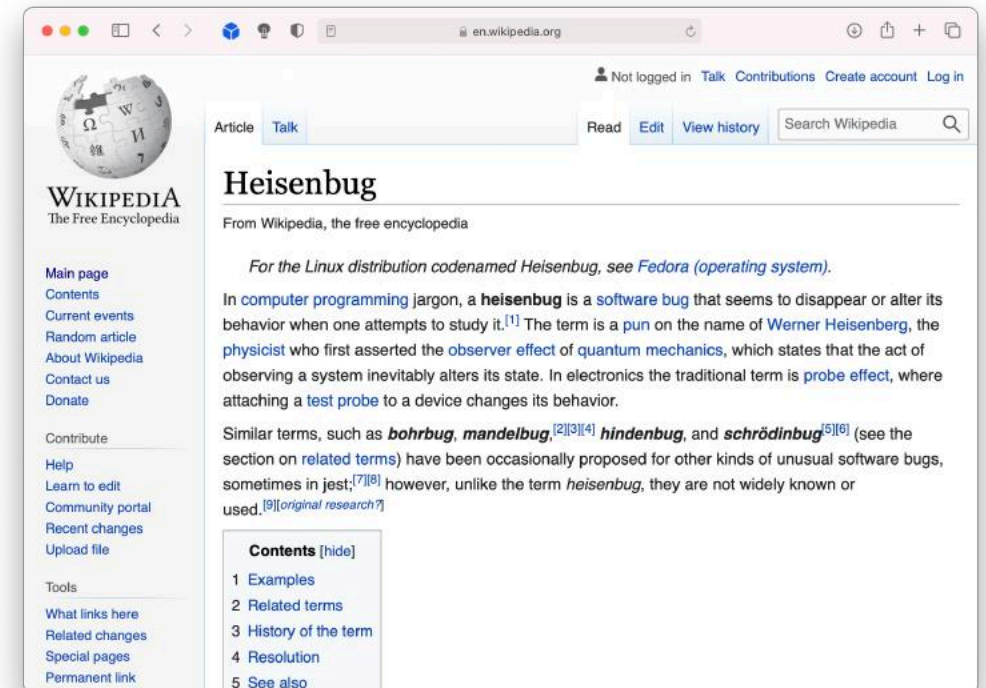 en.wikipedia.org
Not logged in Talk Contributions Create account Log in
Article Talk
Read Edit View history Search Wikipedia
WIKIPEDIA
The Free Encyclopedia
Main page
Contents
Current events
Random article
About Wikipedia
Contact us
Donate
Contribute
Help
Learn to edit
Community portal
Recent changes
Upload file
Tools
What links here
Related changes
Special pages
Permanent link
Heisenbug
From Wikipedia, the free encyclopedia
For the Linux distribution codenamed Heisenbug, see Fedora (operating system).
In computer programming jargon, a heisenbug is a software bug that seems to disappear or alter its
behavior when one attempts to study it.[1] The term is a pun on the name of Werner Heisenberg, the
physicist who first asserted the observer effect of quantum mechanics, which states that the act of
observing a system inevitably alters its state. In electronics the traditional term is probe effect, where
attaching a test probe to a device changes its behavior.
Similar terms, such as bohrbug, mandelbug,[2][3][4] hindenbug, and schrödinbug[5][6] (see the
section on related terms) have been occasionally proposed for other kinds of unusual software bugs,
sometimes in jest;[7][8] however, unlike the term heisenbug, they are not widely known or
used.[9][original research?]
Contents [hide]
1 Examples
2 Related terms
3 History of the term
4 Resolution
5 See also